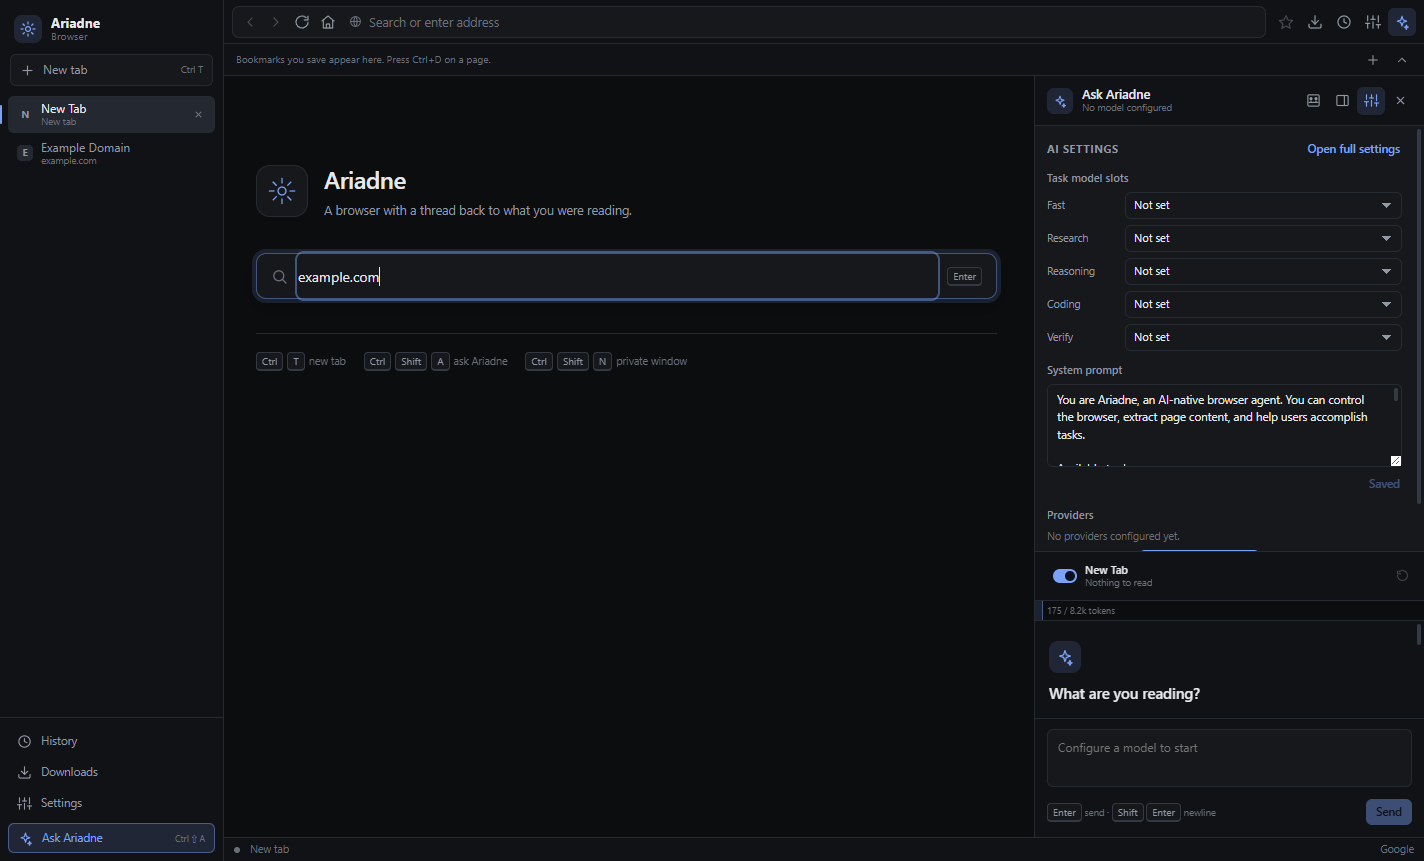 Ariadne
Browser
New tab Ctrl T
N New Tab
New tab
E Example Domain
example.com
History
Downloads
Settings
Ask Ariadne Ctrl ⇧ A
Search or enter address
Bookmarks you save appear here. Press Ctrl+D on a page.
Ariadne
A browser with a thread back to what you were reading.
example.com Enter
Ctrl T new tab Ctrl Shift A ask Ariadne Ctrl Shift N private window
Ask Ariadne
No model configured
AI SETTINGS Open full settings
Task model slots
Fast Not set
Research Not set
Reasoning Not set
Coding Not set
Verify Not set
System prompt
You are Ariadne, an AI-native browser agent. You can control
the browser, extract page content, and help users accomplish
tasks.
Saved
Providers
No providers configured yet.
New Tab
Nothing to read
175 / 8.2k tokens
What are you reading?
Configure a model to start
Enter send · Shift Enter newline Send
New tab Google